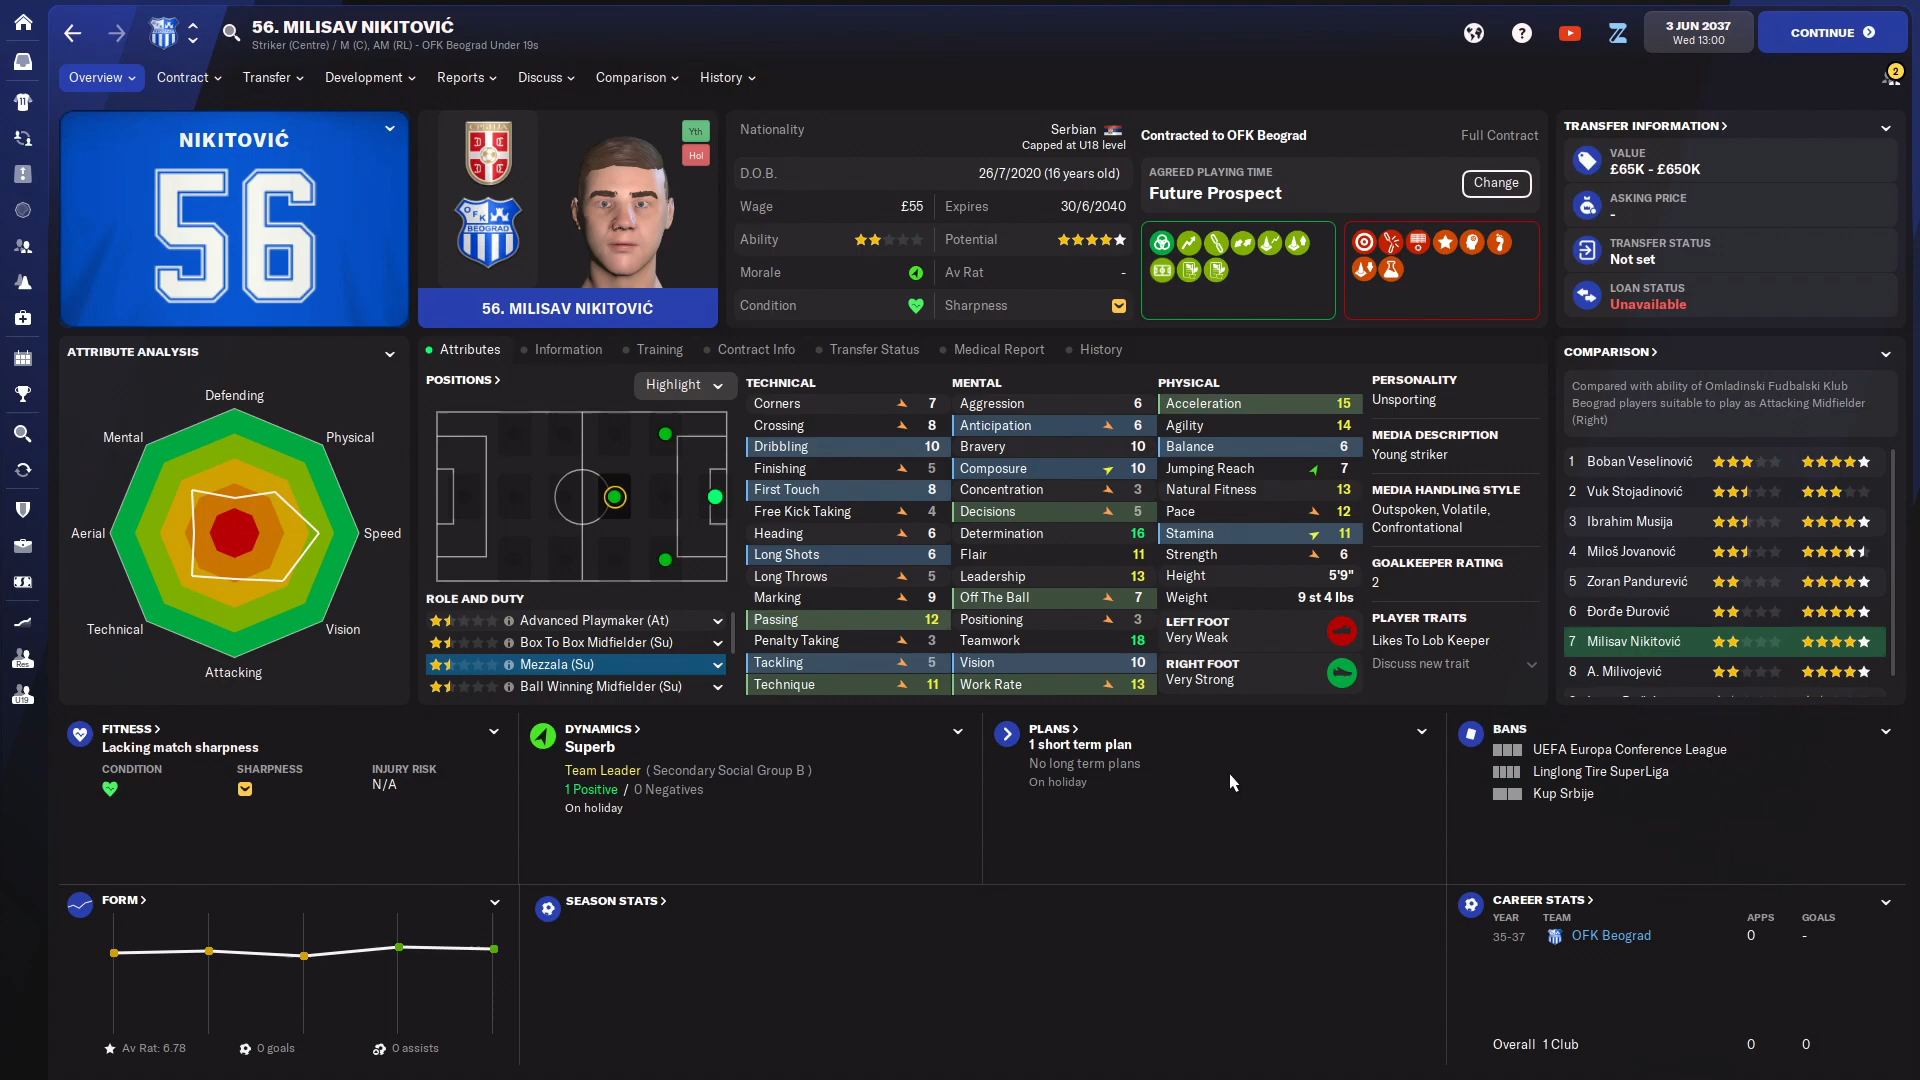 56. MILISAV NIKITOVIĆ
Striker (Centre) / M (C), AM (RL) - OFK Beograd Under 19s
3 JUN 2037
Wed 13:00
CONTINUE
Overview
Contract
Transfer
Development
Reports
Discuss
Comparison
History
2
NIKITOVIĆ
56
Yth
Hol
OFK
BEOGRAD
56. MILISAV NIKITOVIĆ
Nationality
Serbian
Capped at U18 level
D.O.B.
26/7/2020 (16 years old)
Wage
£55
Expires
30/6/2040
Ability
Potential
Morale
Av Rat
-
Condition
Sharpness
Contracted to OFK Beograd
Full Contract
AGREED PLAYING TIME
Future Prospect
Change
TRANSFER INFORMATION
VALUE
£65K - £650K
ASKING PRICE
-
TRANSFER STATUS
Not set
LOAN STATUS
Unavailable
ATTRIBUTE ANALYSIS
Defending
Physical
Speed
Vision
Attacking
Technical
Aerial
Mental
Attributes
Information
Training
Contract Info
Transfer Status
Medical Report
History
POSITIONS
Highlight
ROLE AND DUTY
Advanced Playmaker (At)
Box To Box Midfielder (Su)
Mezzala (Su)
Ball Winning Midfielder (Su)
TECHNICAL
Corners 7
Crossing 8
Dribbling 10
Finishing 5
First Touch 8
Free Kick Taking 4
Heading 6
Long Shots 6
Long Throws 5
Marking 9
Passing 12
Penalty Taking 3
Tackling 5
Technique 11
MENTAL
Aggression 6
Anticipation 6
Bravery 10
Composure 10
Concentration 3
Decisions 5
Determination 16
Flair 11
Leadership 13
Off The Ball 7
Positioning 3
Teamwork 18
Vision 10
Work Rate 13
PHYSICAL
Acceleration 15
Agility 14
Balance 6
Jumping Reach 7
Natural Fitness 13
Pace 12
Stamina 11
Strength 6
Height 5'9"
Weight 9 st 4 lbs
LEFT FOOT
Very Weak
RIGHT FOOT
Very Strong
PERSONALITY
Unsporting
MEDIA DESCRIPTION
Young striker
MEDIA HANDLING STYLE
Outspoken, Volatile,
Confrontational
GOALKEEPER RATING
2
PLAYER TRAITS
Likes To Lob Keeper
Discuss new trait
COMPARISON
Compared with ability of Omladinski Fudbalski Klub
Beograd players suitable to play as Attacking Midfielder
(Right)
1 Boban Veselinović
2 Vuk Stojadinović
3 Ibrahim Musija
4 Miloš Jovanović
5 Zoran Pandurević
6 Đorđe Đurović
7 Milisav Nikitović
8 A. Milivojević
Res
U19
FITNESS
Lacking match sharpness
CONDITION
SHARPNESS
INJURY RISK
N/A
DYNAMICS
Superb
Team Leader ( Secondary Social Group B )
1 Positive / 0 Negatives
On holiday
PLANS
1 short term plan
No long term plans
On holiday
BANS
UEFA Europa Conference League
Linglong Tire SuperLiga
Kup Srbije
FORM
Av Rat: 6.78
0 goals
0 assists
SEASON STATS
CAREER STATS
YEAR TEAM APPS GOALS
35-37 OFK Beograd 0 -
Overall 1 Club 0 0